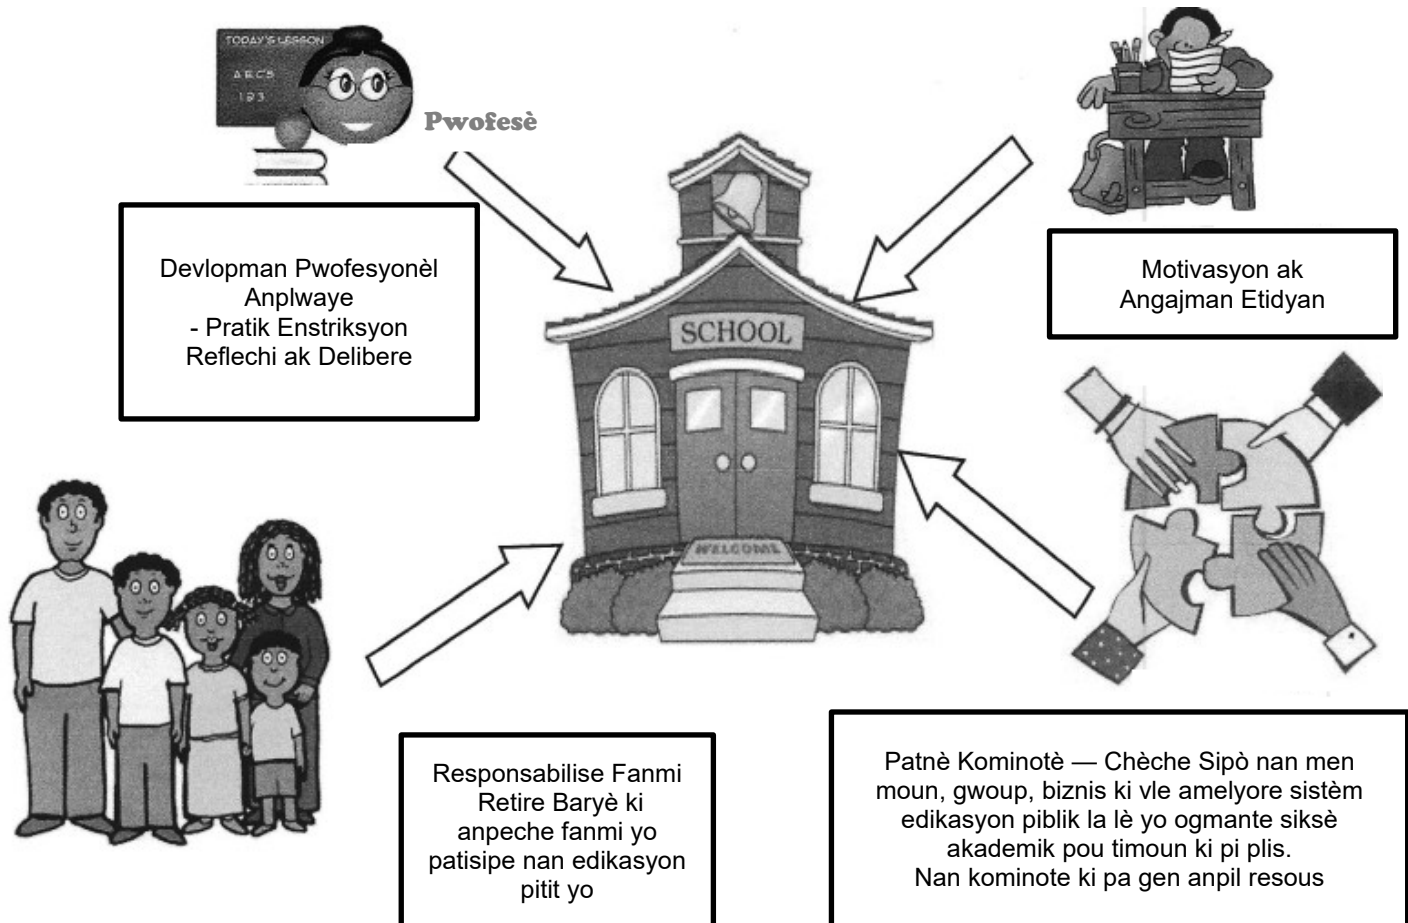 TODAY'S LESSON
A B C'S
1 2 3
Pwofesè
Devlopman Pwofesyonèl
Anplwaye
- Pratik Enstriksyon
Reflechi ak Delibere
Motivasyon ak
Angajman Etidyan
SCHOOL
WELCOME
Responsabilise Fanmi
Retire Baryè ki
anpeche fanmi yo
patisipe nan edikasyon
pitit yo
Patnè Kominotè — Chèche Sipò nan men
moun, gwoup, biznis ki vle amelyore sistèm
edikasyon piblik la lè yo ogmante siksè
akademik pou timoun ki pi plis.
Nan kominote ki pa gen anpil resous